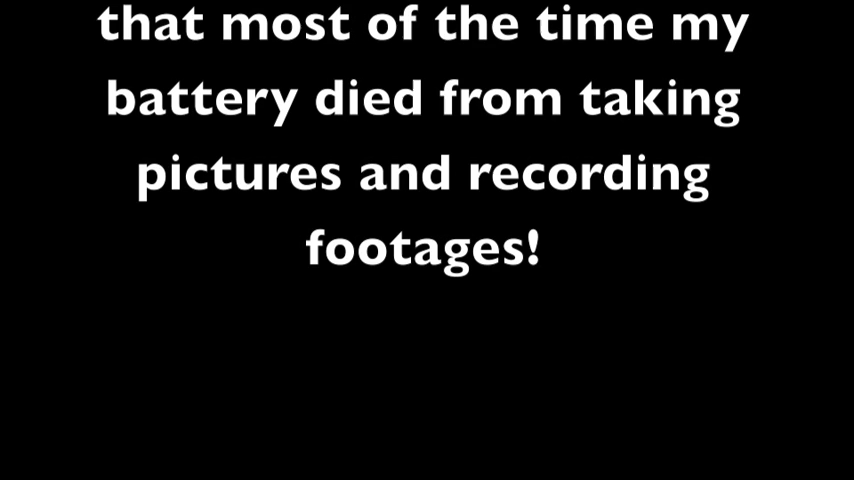 that most of the time my
battery died from taking
pictures and recording
footages!